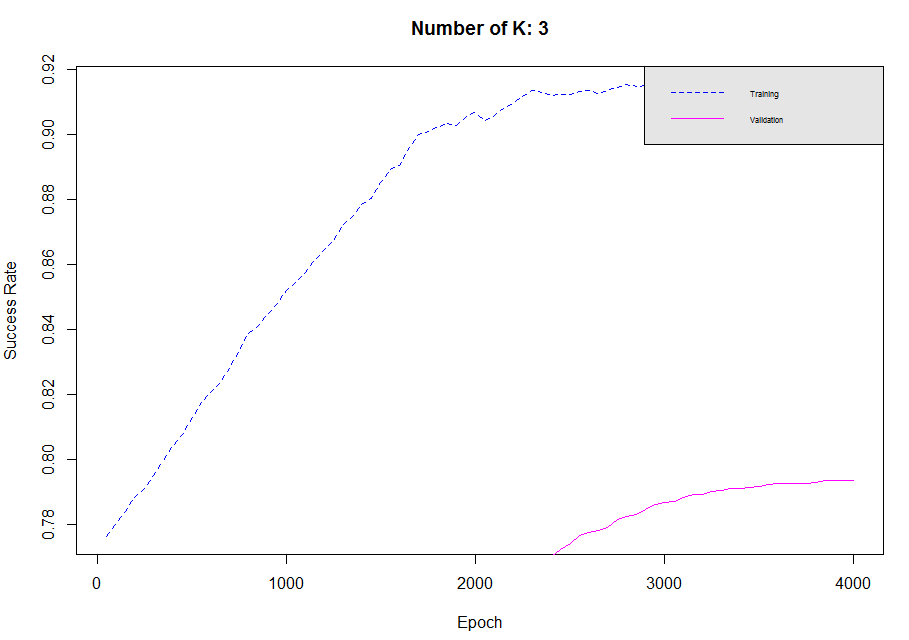 Number of K: 3
Success Rate
0.92
0.90
0.88
0.86
0.84
0.82
0.80
0.78
Training
Validation
0 1000 2000 3000 4000
Epoch